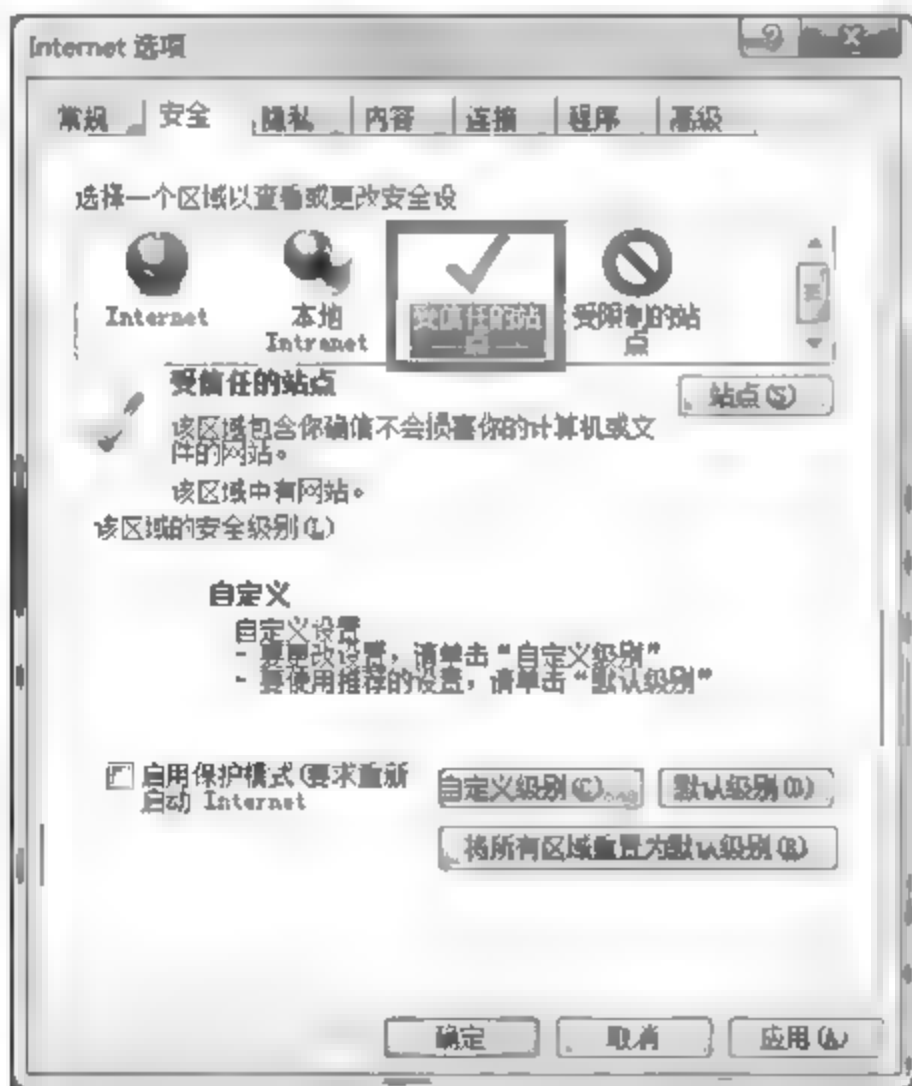 Internet 选项
常规 安全 隐私 内容 连接 程序 高级
选择一个区域以查看或更改安全设
Internet 本地 受信任的站 受限制的站
Intranet 点 点
受信任的站点
站点(S)
该区域包含你确信不会损害你的计算机或文
件的网站。
该区域中有网站。
该区域的安全级别(L)
自定义
自定义设置
- 要更改设置，请单击“自定义级别”
- 要使用推荐的设置，请单击“默认级别”
启用保护模式(要求重新 自定义级别(C)... 默认级别(D)
启动 Internet
将所有区域重置为默认级别(R)
确定 取消 应用(A)